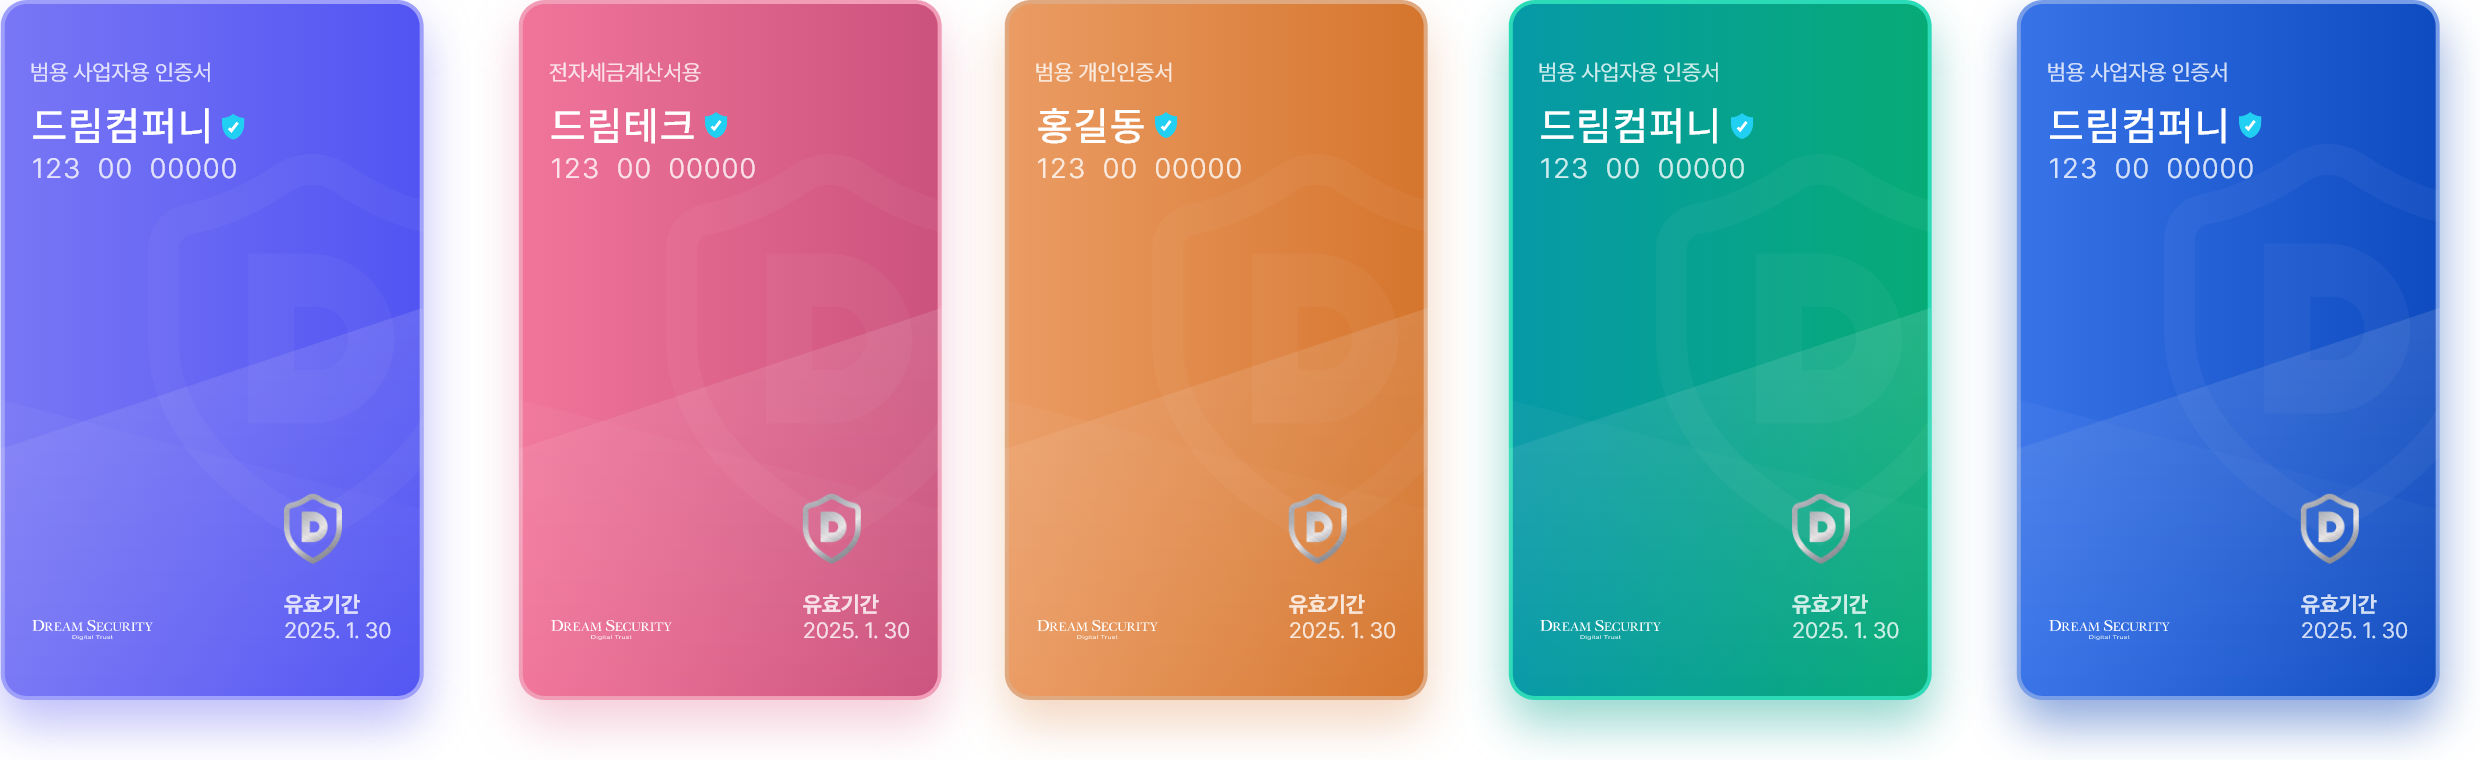 범용 사업자용 인증서
드림컴퍼니
123 00 00000
D
유효기간
2025. 1. 30
DREAM SECURITY
Digital Trust
전자세금계산서용
드림테크
123 00 00000
D
유효기간
2025. 1. 30
DREAM SECURITY
Digital Trust
범용 개인인증서
홍길동
123 00 00000
D
유효기간
2025. 1. 30
DREAM SECURITY
Digital Trust
범용 사업자용 인증서
드림컴퍼니
123 00 00000
D
유효기간
2025. 1. 30
DREAM SECURITY
Digital Trust
범용 사업자용 인증서
드림컴퍼니
123 00 00000
D
유효기간
2025. 1. 30
DREAM SECURITY
Digital Trust